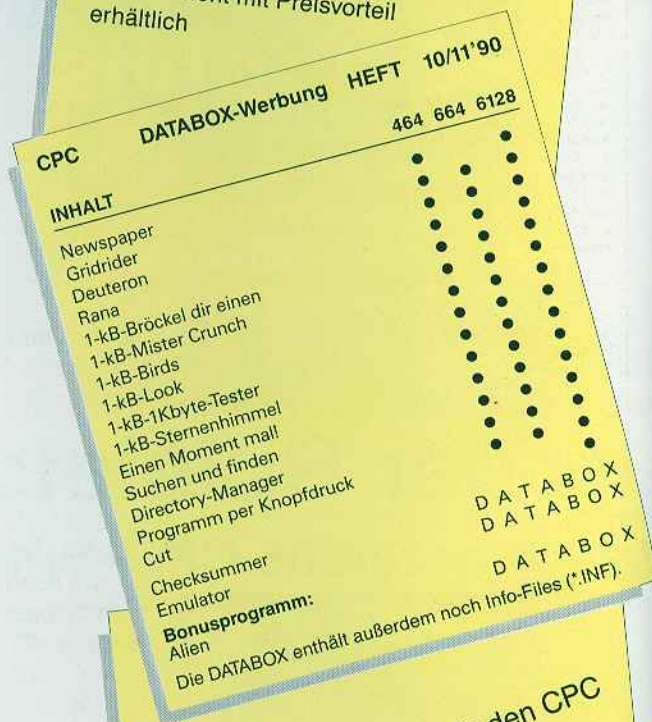 mit Preisvorteil
erhältlich
CPC DATABOX-Werbung HEFT 10/11'90
INHALT 464 664 6128
Newspaper
Gridrider
Deuteron
Rana
1-kB-Bröckel dir einen
1-kB-Mister Crunch
1-kB-Birds
1-kB-Look
1-kB-1Kbyte-Tester
1-kB-Sternenhimmel
Einen Moment mal!
Suchen und finden
Directory-Manager
Programm per Knopfdruck
Cut
Checksummer D A T A B O X
Emulator D A T A B O X
Bonusprogramm:
Alien D A T A B O X
Die DATABOX enthält außerdem noch Info-Files (*.INF).
den CPC